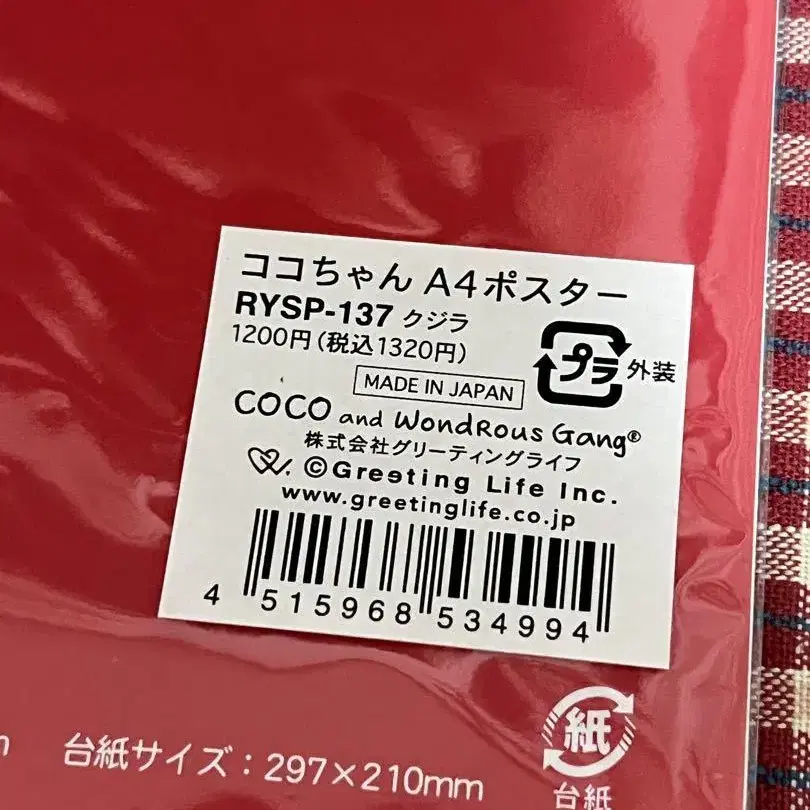 ココちゃん A4ポスター
RYSP-137 クジラ
1200円(税込1320円)
プラ 外装
MADE IN JAPAN
COCO and WondRous Gang®
株式会社グリーティングライフ
©Greeting Life Inc.
www.greetinglife.co.jp
4 515968 534994
紙
台紙サイズ：297×210mm
台紙